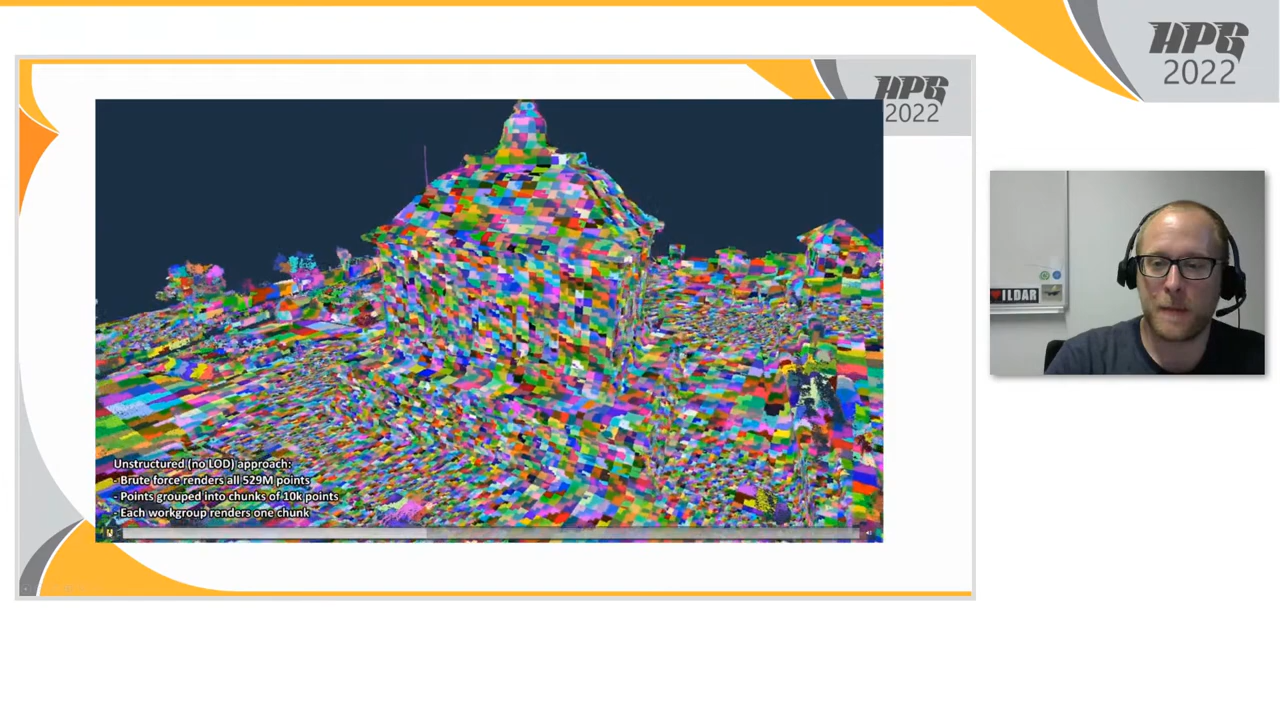 HPG
2022
HPG
2022
Unstructured (no LOD) approach:
- Brute force renders all 529M points
- Points grouped into chunks of 10k points
- Each workgroup renders one chunk
ILDAR